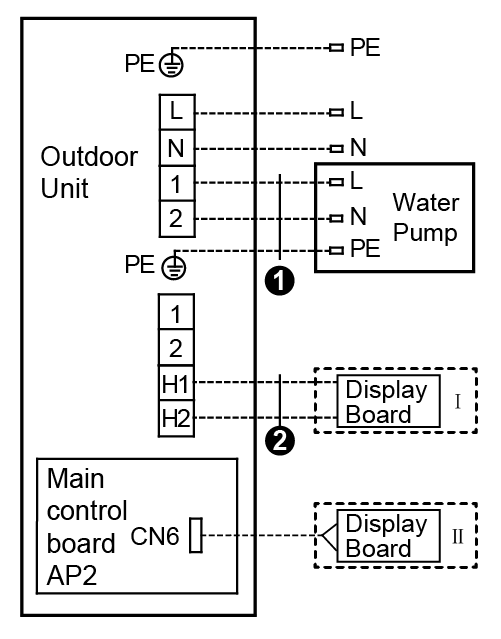 PE
PE
L
L
N
N
Outdoor
Unit
1
L
2
N
Water
Pump
PE
PE
1
1
2
H1
H2
Display
Board
I
2
Main
control
board
AP2
CN6
Display
Board
II